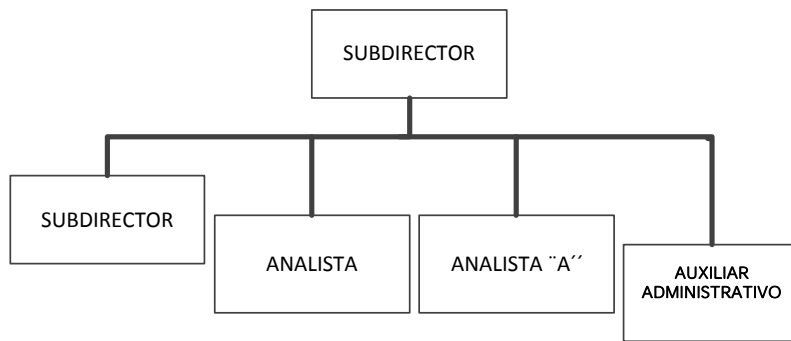 SUBDIRECTOR
SUBDIRECTOR
ANALISTA
ANALISTA ¨A´´
AUXILIAR
ADMINISTRATIVO